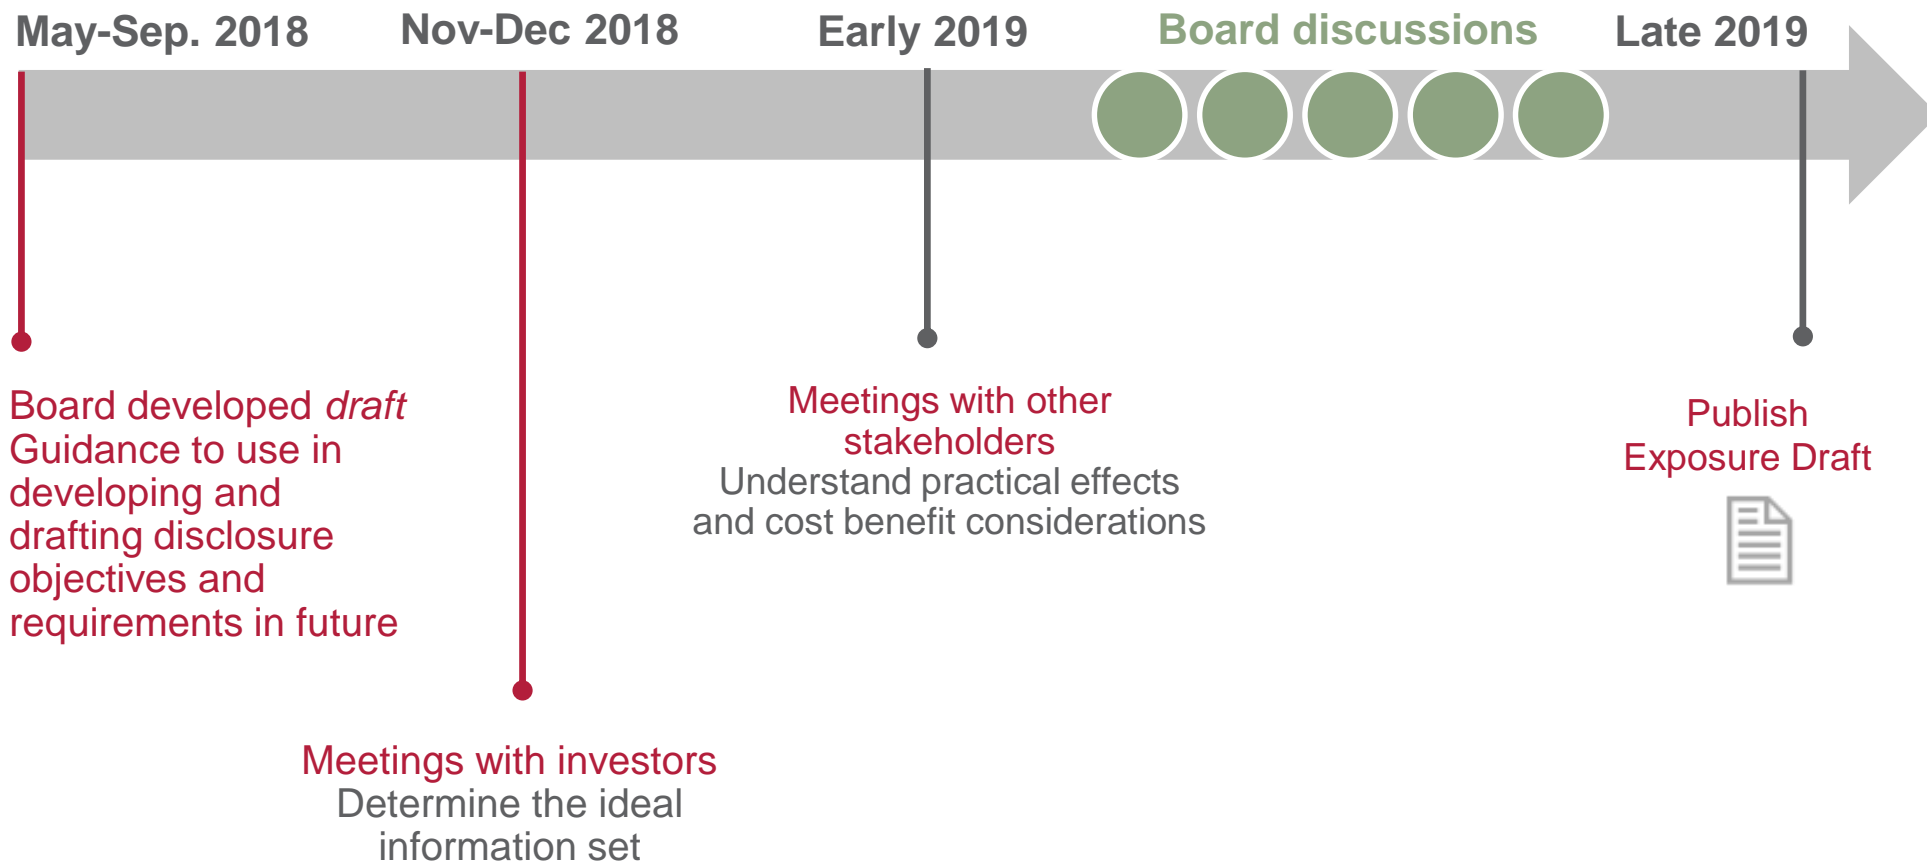 May-Sep. 2018
Nov-Dec 2018
Early 2019
Board discussions
Late 2019
Board developed draft
Guidance to use in
developing and
drafting disclosure
objectives and
requirements in future
Meetings with investors
Determine the ideal
information set
Meetings with other
stakeholders
Understand practical effects
and cost benefit considerations
Publish
Exposure Draft